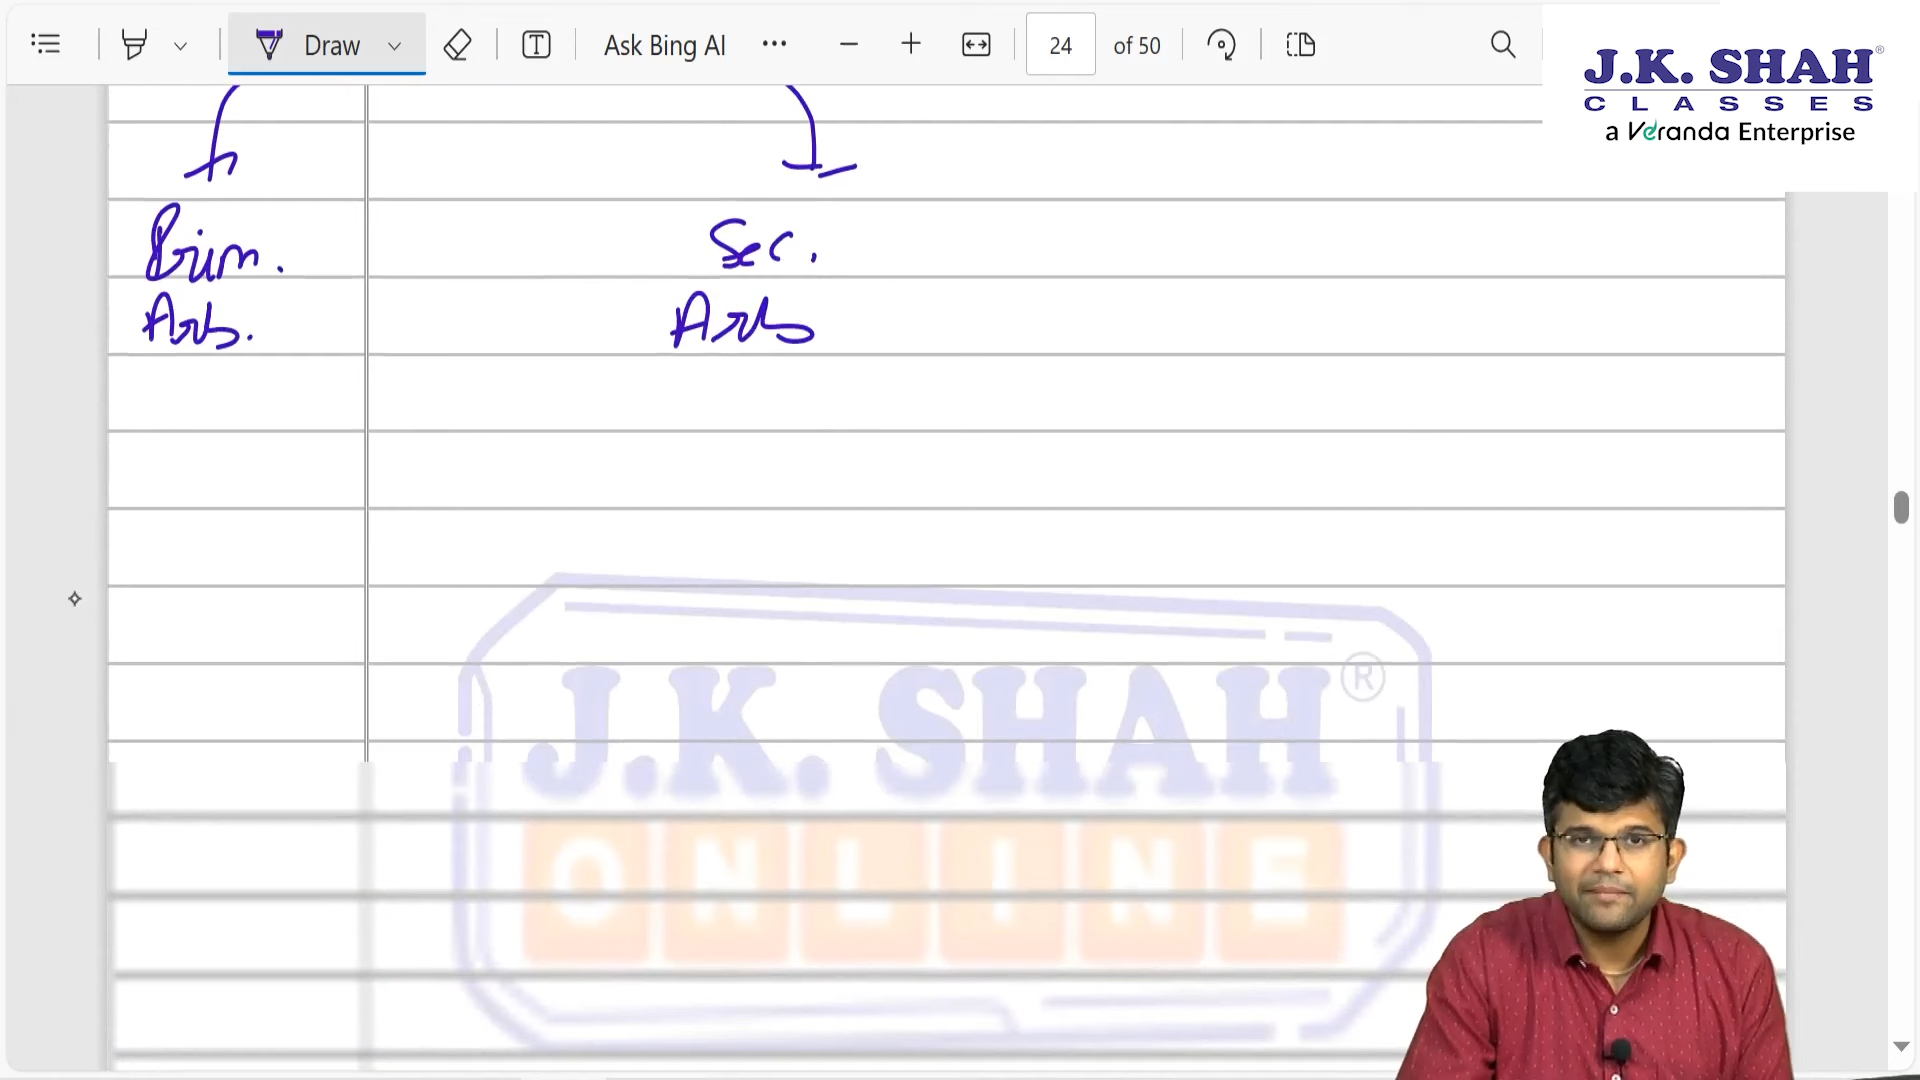 Draw
Ask Bing AI
24 of 50
J.K. SHAH®
CLASSES
a Veranda Enterprise
Prim. Sec.
Arb. Arb
J.K. SHAH®
ONLINE